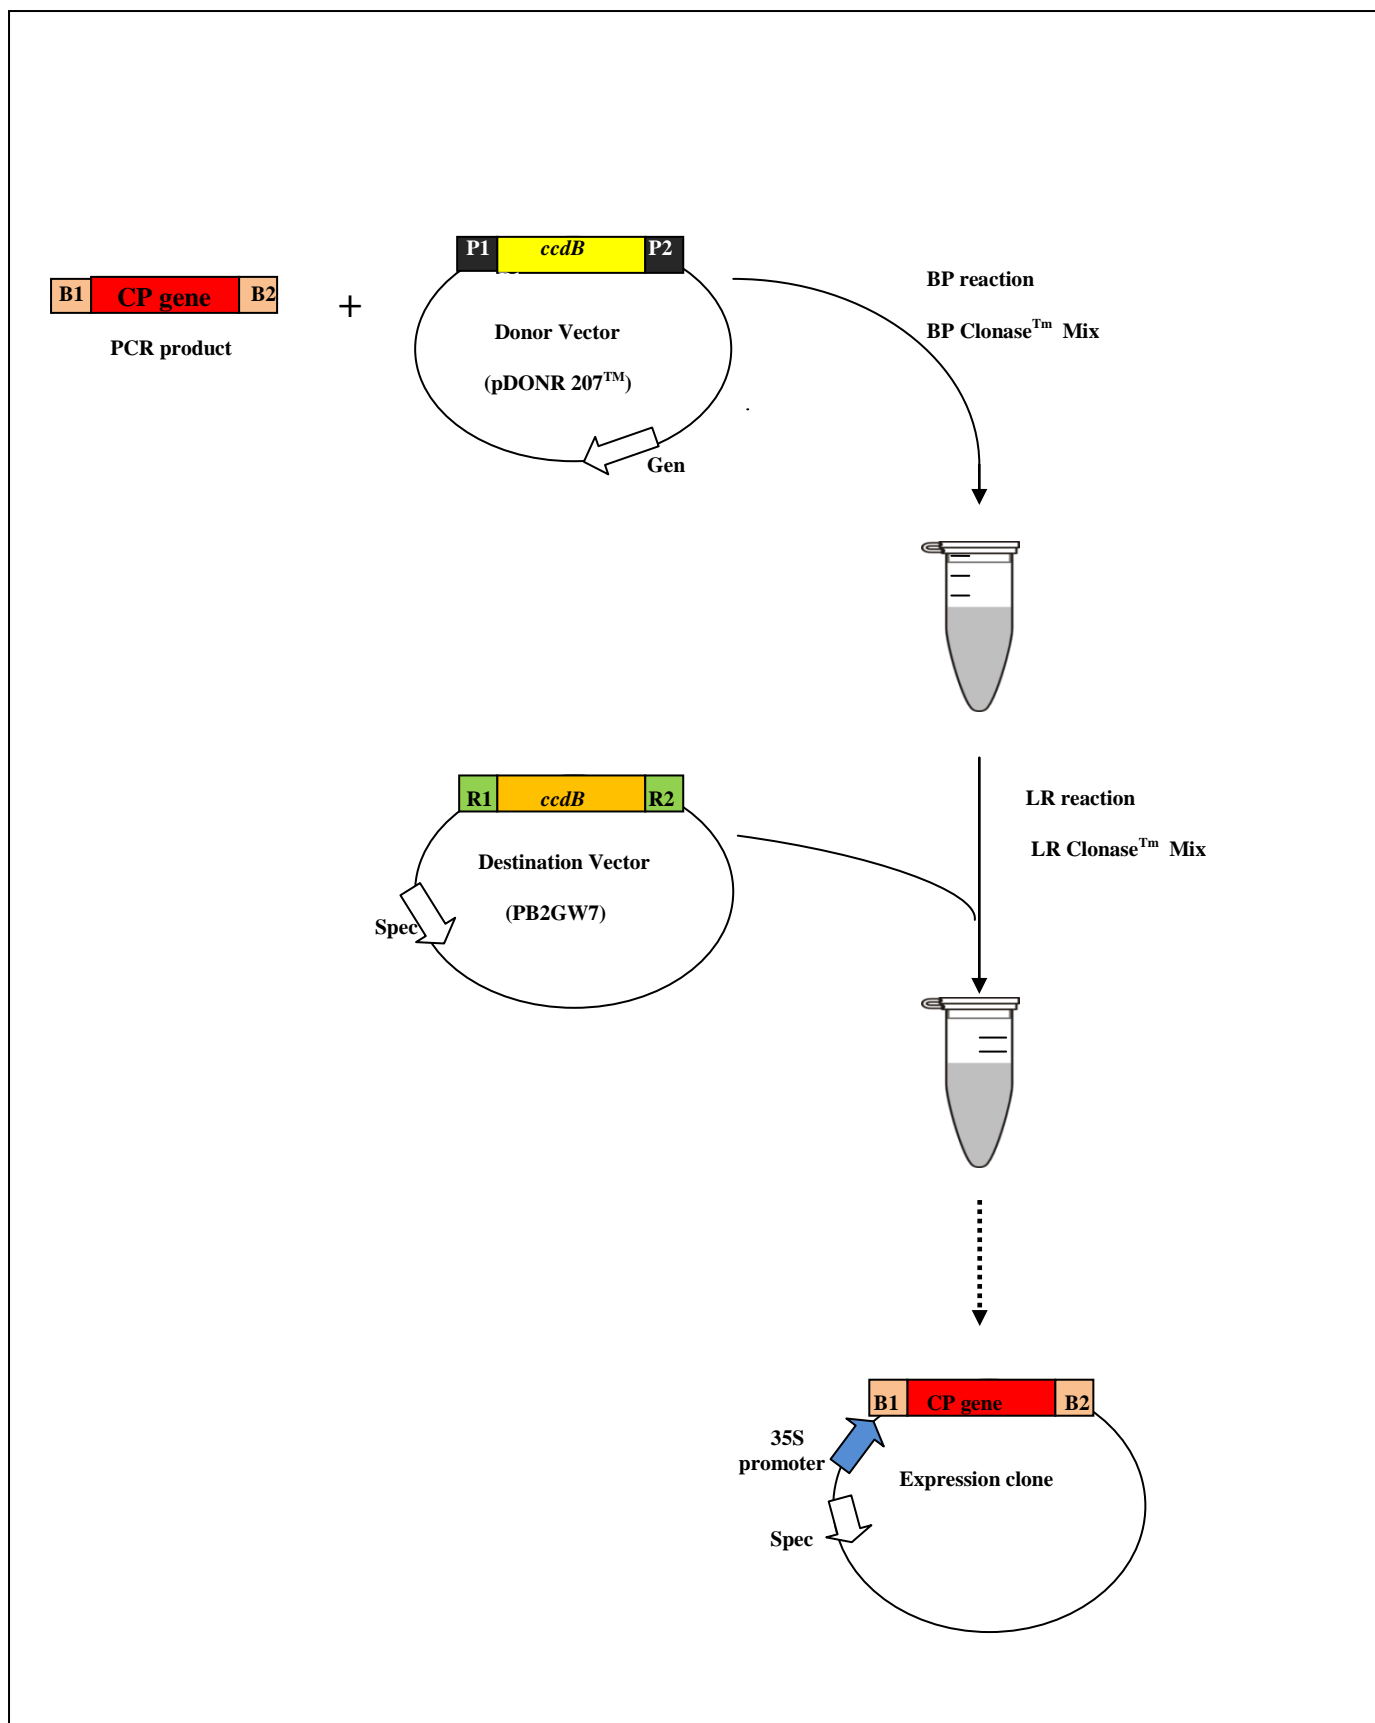 P1 ccdB P2
B1 CP gene B2
+
PCR product
Donor Vector
(pDONR 207TM)
Gen
BP reaction
BP ClonaseTm Mix
R1 ccdB R2
Destination Vector
(PB2GW7)
Spec
LR reaction
LR ClonaseTm Mix
B1 CP gene B2
35S
promoter
Expression clone
Spec